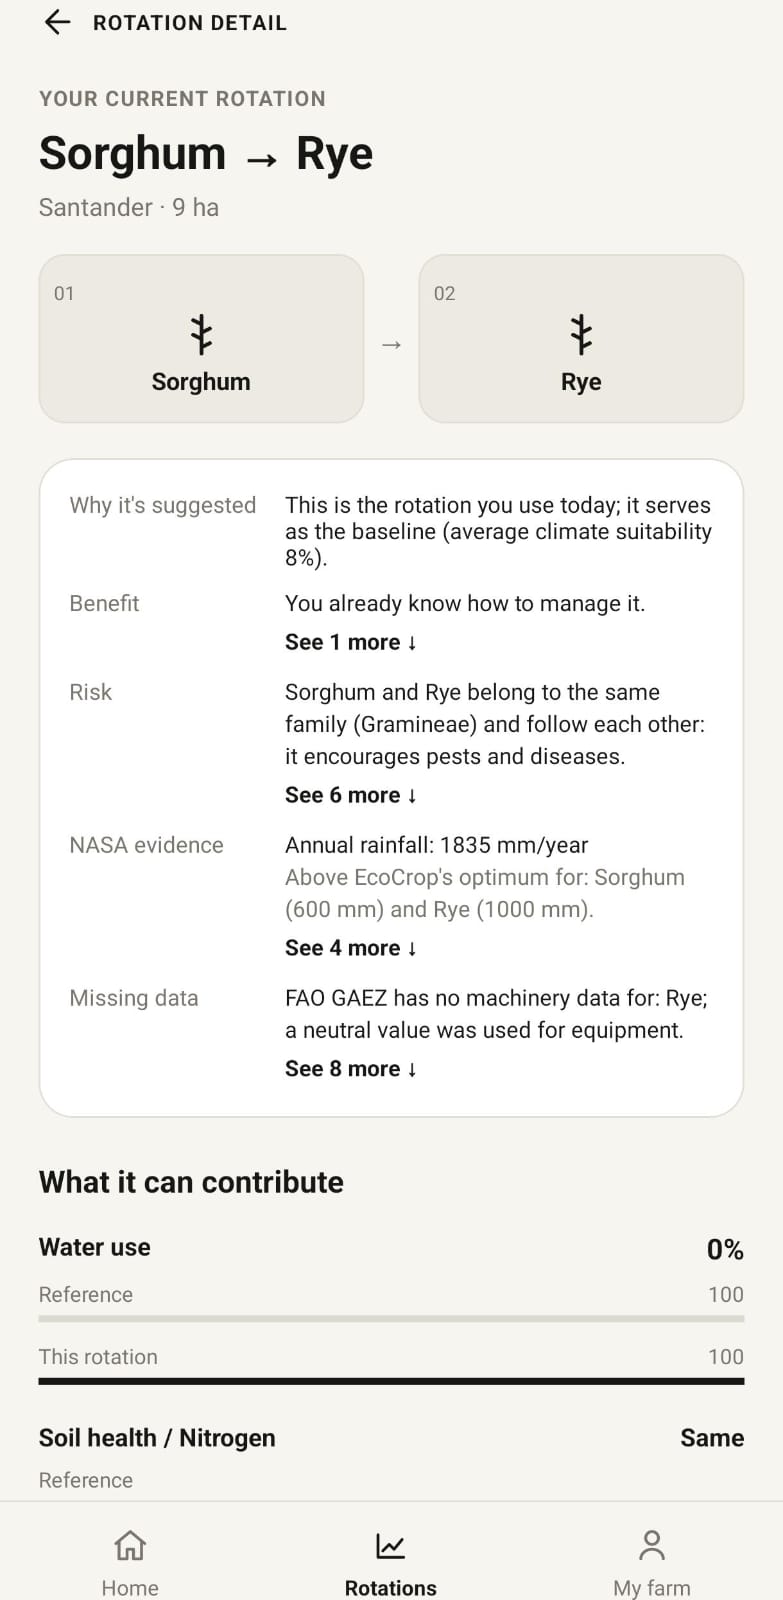 ROTATION DETAIL
YOUR CURRENT ROTATION
Sorghum → Rye
Santander · 9 ha
01
Sorghum
→
02
Rye
Why it's suggested
This is the rotation you use today; it serves
as the baseline (average climate suitability
8%).
Benefit
You already know how to manage it.
See 1 more ↓
Risk
Sorghum and Rye belong to the same
family (Gramineae) and follow each other:
it encourages pests and diseases.
See 6 more ↓
NASA evidence
Annual rainfall: 1835 mm/year
Above EcoCrop's optimum for: Sorghum
(600 mm) and Rye (1000 mm).
See 4 more ↓
Missing data
FAO GAEZ has no machinery data for: Rye;
a neutral value was used for equipment.
See 8 more ↓
What it can contribute
Water use 0%
Reference 100
This rotation 100
Soil health / Nitrogen Same
Reference
Home
Rotations
My farm